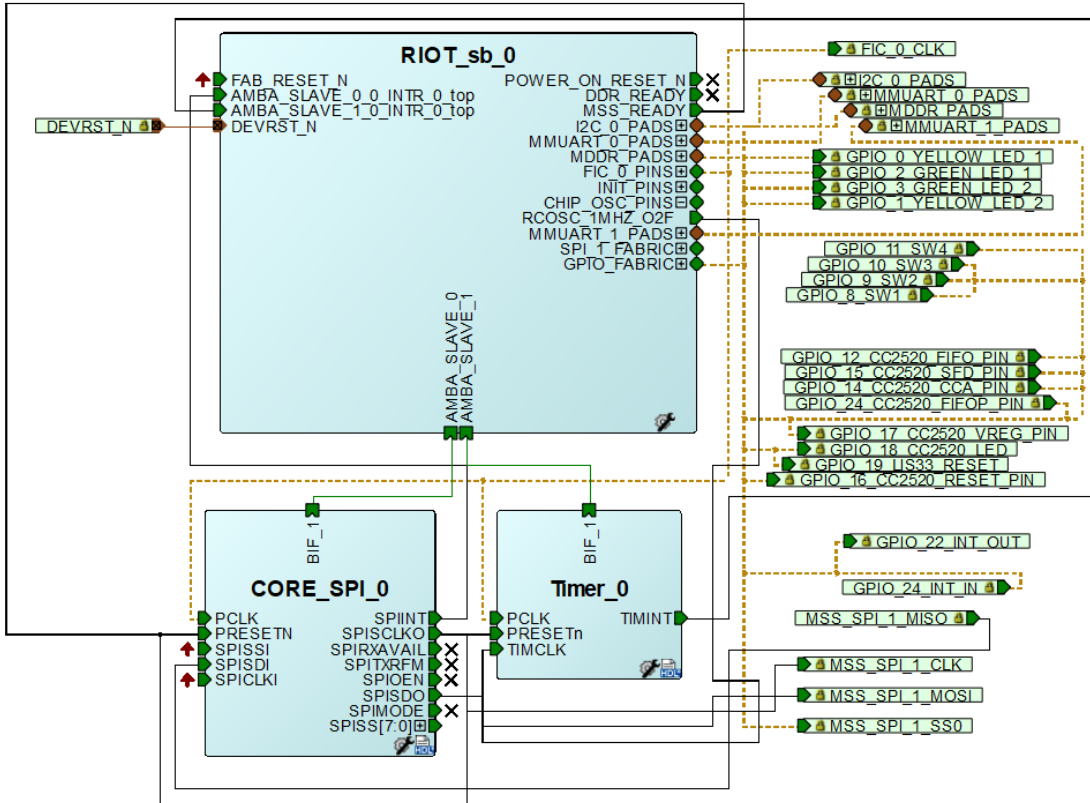 RIOT_sb_0
FAB_RESET_N
AMBA_SLAVE_0_0_INTR_0_top
AMBA_SLAVE_1_0_INTR_0_top
DEVRST_N
DEVRST_N
POWER_ON_RESET_N
DDR_READY
MSS_READY
I2C_0_PADS
MMUART_0_PADS
MDDR_PADS
FIC_0_PINS
INIT_PINS
CHIP_OSC_PINS
RCOSC_1MHZ_O2F
MMUART_1_PADS
SPI_1_FABRIC
GPIO_FABRIC
AMBA_SLAVE_0
AMBA_SLAVE_1
FIC_0_CLK
I2C_0_PADS
MMUART_0_PADS
MDDR_PADS
MMUART_1_PADS
GPIO_0_YELLOW_LED_1
GPIO_2_GREEN_LED_1
GPIO_3_GREEN_LED_2
GPIO_1_YELLOW_LED_2
GPIO_11_SW4
GPIO_10_SW3
GPIO_9_SW2
GPIO_8_SW1
GPIO_12_CC2520_FIFO_PIN
GPIO_15_CC2520_SFD_PIN
GPIO_14_CC2520_CCA_PIN
GPIO_24_CC2520_FIFOP_PIN
GPIO_17_CC2520_VREG_PIN
GPIO_18_CC2520_LED
GPIO_19_LIS33_RESET
GPIO_16_CC2520_RESET_PIN
BIF_1
CORE_SPI_0
PCLK
PRESETN
SPISSI
SPISDI
SPICLKI
SPIINT
SPISCLKO
SPIRXAVAIL
SPITXRFM
SPIOEN
SPISDO
SPIMODE
SPISS[7:0]
HDL
BIF_1
Timer_0
PCLK
PRESETn
TIMCLK
TIMINT
HDL
GPIO_22_INT_OUT
GPIO_24_INT_IN
MSS_SPI_1_MISO
MSS_SPI_1_CLK
MSS_SPI_1_MOSI
MSS_SPI_1_SS0